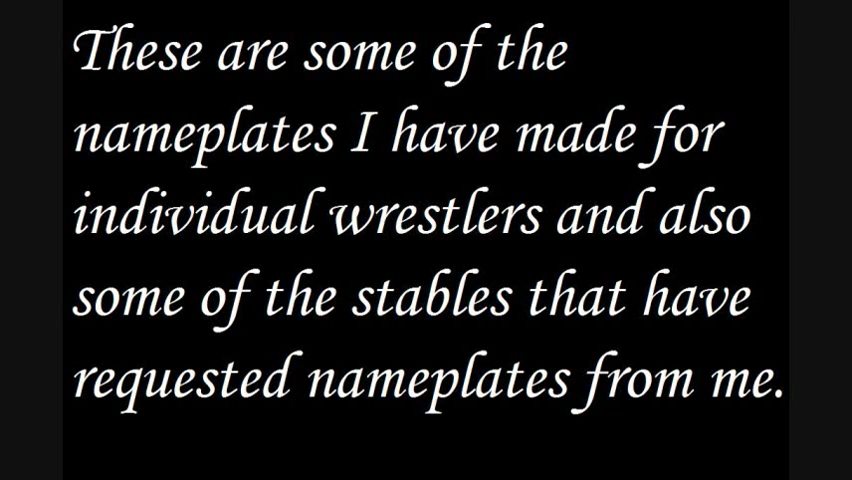 These are some of the
nameplates I have made for
individual wrestlers and also
some of the stables that have
requested nameplates from me.